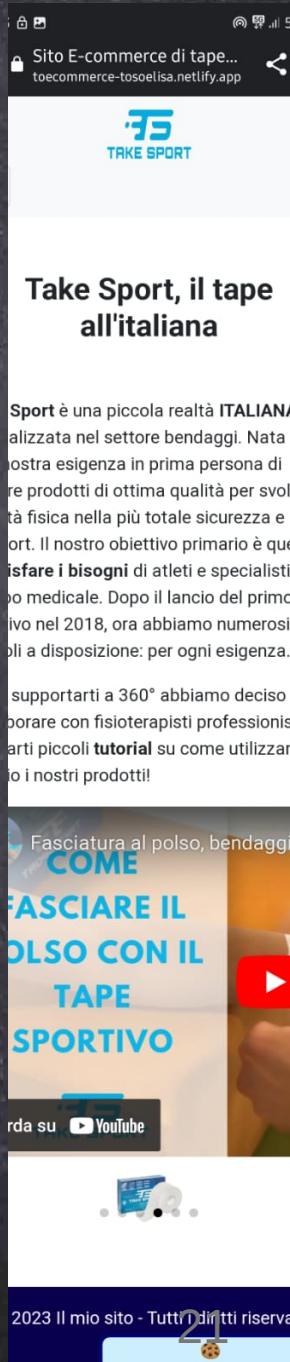 Sito E-commerce di tape...
toecommerce-tosoelisa.netlify.app
TAKE SPORT
Take Sport, il tape
all'italiana
Sport è una piccola realtà ITALIANA
alizzata nel settore bendaggi. Nata
nostra esigenza in prima persona di
re prodotti di ottima qualità per svol
tà fisica nella più totale sicurezza e
ort. Il nostro obiettivo primario è que
isfare i bisogni di atleti e specialisti
po medicale. Dopo il lancio del primo
ivo nel 2018, ora abbiamo numerosi
oli a disposizione: per ogni esigenza.
supportarti a 360° abbiamo deciso
borare con fisioterapisti professionis
arti piccoli tutorial su come utilizzar
io i nostri prodotti!
Fasciatura al polso, bendaggi
COME
FASCIARE IL
OLSO CON IL
TAPE
SPORTIVO
rda su YouTube
2023 Il mio sito - Tutti i diritti riserva
21